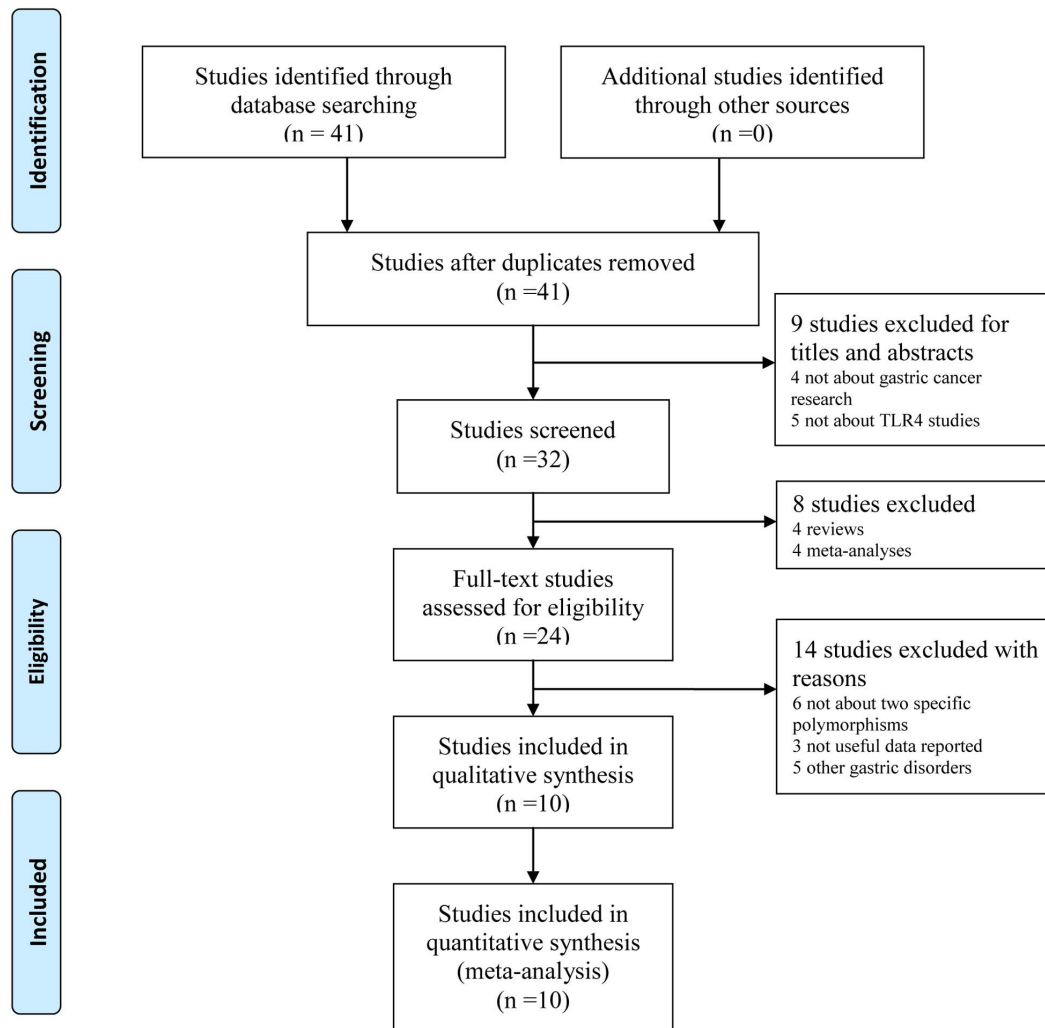 Identification
Studies identified through
database searching
(n = 41)
Additional studies identified
through other sources
(n =0)
Studies after duplicates removed
(n =41)
Screening
9 studies excluded for
titles and abstracts
4 not about gastric cancer
research
5 not about TLR4 studies
Studies screened
(n =32)
8 studies excluded
4 reviews
4 meta-analyses
Eligibility
Full-text studies
assessed for eligibility
(n =24)
14 studies excluded with
reasons
6 not about two specific
polymorphisms
3 not useful data reported
5 other gastric disorders
Studies included in
qualitative synthesis
(n =10)
Included
Studies included in
quantitative synthesis
(meta-analysis)
(n =10)